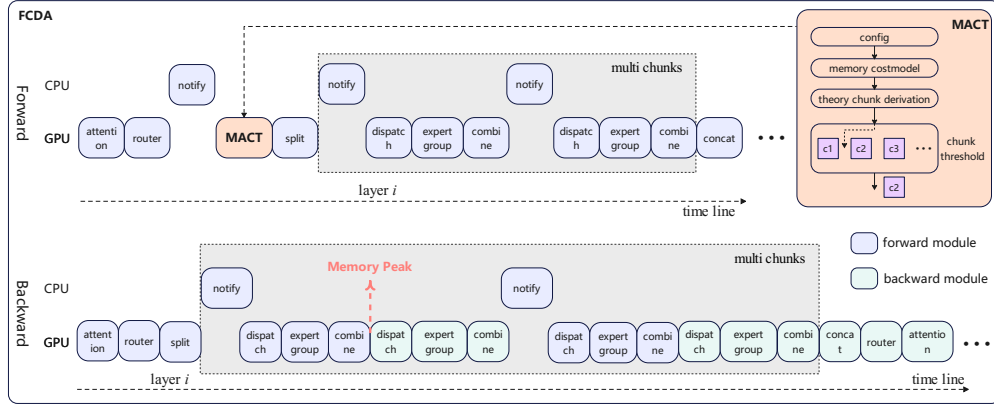 FCDA
MACT
config
memory costmodel
theory chunk derivation
c1
c2
c3
...
chunk
threshold
c2
Forward
CPU
notify
notify
notify
multi chunks
GPU
attenti
on
router
MACT
split
dispatc
h
expert
group
combi
ne
dispatc
h
expert
group
combi
ne
concat
...
layer i
time line
forward module
backward module
Backward
CPU
notify
Memory Peak
notify
multi chunks
GPU
attent
ion
router
split
dispat
ch
expert
group
combi
ne
dispat
ch
expert
group
combi
ne
dispat
ch
expert
group
combi
ne
dispat
ch
expert
group
combi
ne
conca
t
router
attentio
n
...
layer i
time line